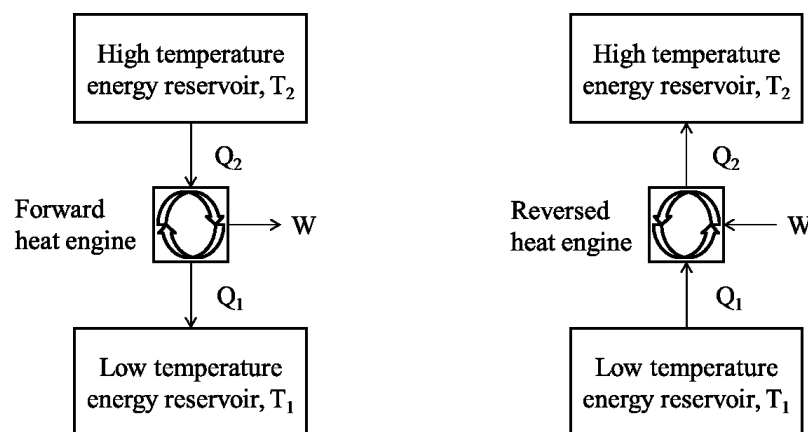 High temperature
energy reservoir, T₂
Q₂
Forward
heat engine
W
Q₁
Low temperature
energy reservoir, T₁
High temperature
energy reservoir, T₂
Q₂
Reversed
heat engine
W
Q₁
Low temperature
energy reservoir, T₁